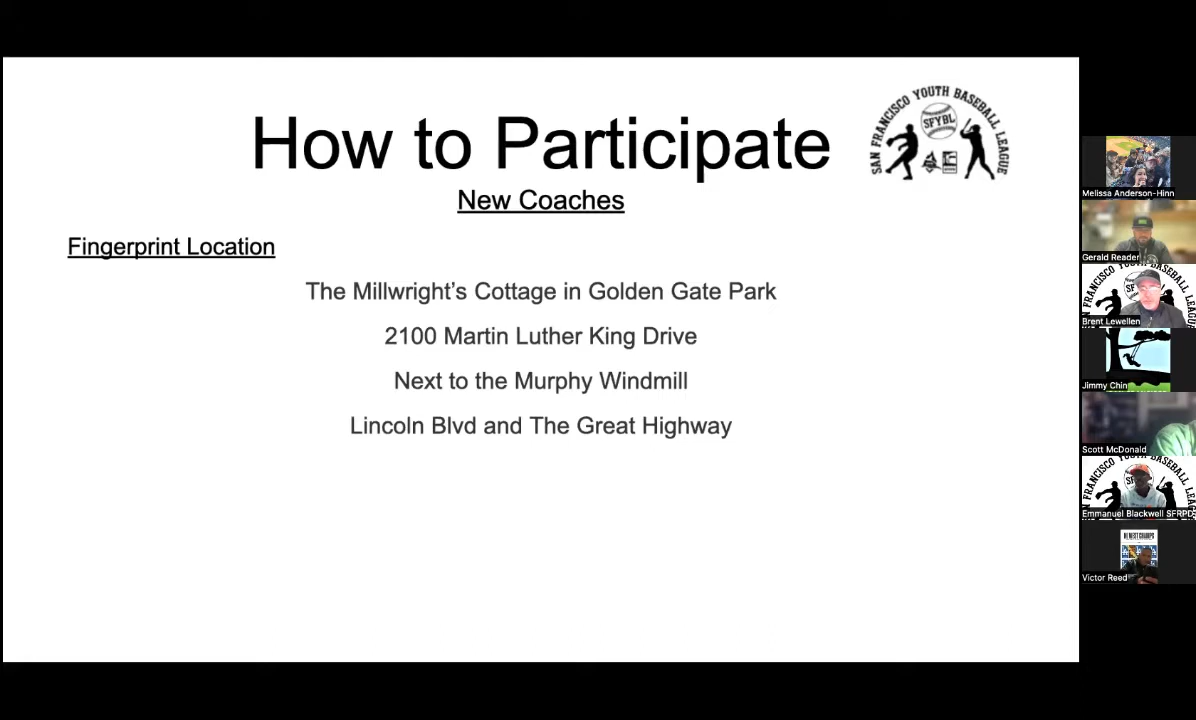 How to Participate
SAN FRANCISCO YOUTH BASEBALL LEAGUE
SFYBL
New Coaches
Fingerprint Location
The Millwright’s Cottage in Golden Gate Park
2100 Martin Luther King Drive
Next to the Murphy Windmill
Lincoln Blvd and The Great Highway
Melissa Anderson-Hinn
Gerald Reader
Brent Lewellen
Jimmy Chin
Scott McDonald
Emmanuel Blackwell SFRPD
Victor Reed